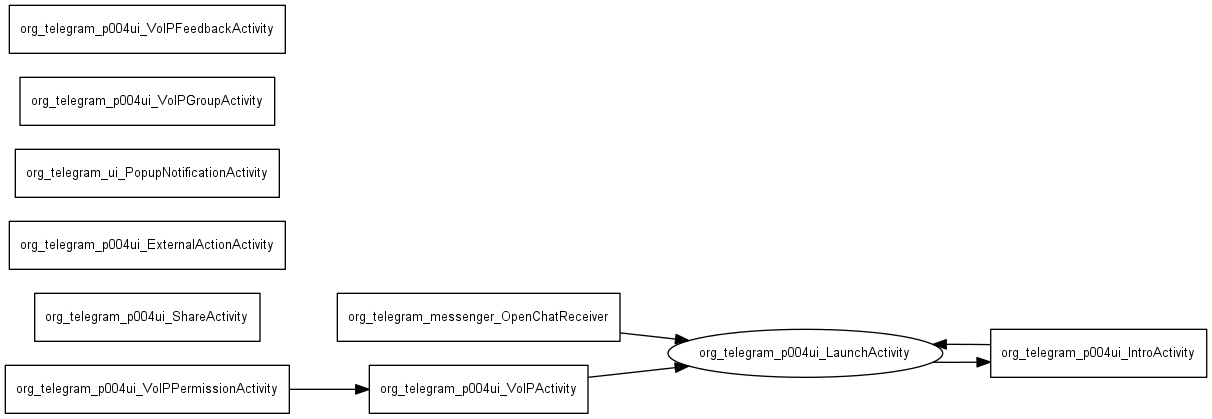 org_telegram_p004ui_VoIPFeedbackActivity
org_telegram_p004ui_VoIPGroupActivity
org_telegram_ui_PopupNotificationActivity
org_telegram_p004ui_ExternalActionActivity
org_telegram_p004ui_ShareActivity
org_telegram_messenger_OpenChatReceiver
org_telegram_p004ui_LaunchActivity
org_telegram_p004ui_IntroActivity
org_telegram_p004ui_VoIPPermissionActivity
org_telegram_p004ui_VoIPActivity